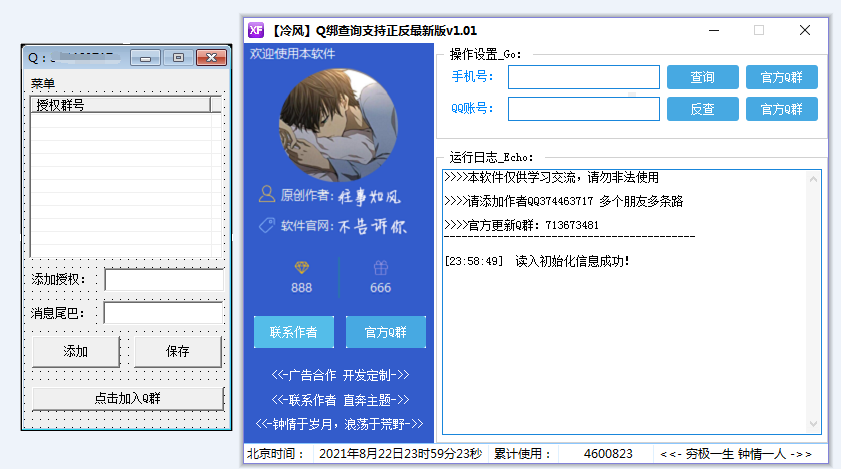 Q：
菜单
授权群号
添加授权：
消息尾巴：
添加
保存
点击加入Q群
XF 【冷风】Q绑查询支持正反最新版v1.01
欢迎使用本软件
原创作者：往事如风
软件官网：不告诉你
888
666
联系作者
官方Q群
<<-广告合作 开发定制->>
<<-联系作者 直奔主题->>
<<-钟情于岁月，浪荡于荒野->>
操作设置_Go：
手机号：
查询
官方Q群
QQ账号：
反查
官方Q群
运行日志_Echo：
>>>>本软件仅供学习交流，请勿非法使用
>>>>请添加作者QQ374463717 多个朋友多条路
>>>>官方更新Q群：713673481
------------------------------------------
[23:58:49] 读入初始化信息成功！
北京时间：
2021年8月22日23时59分23秒
累计使用：
4600823
<<- 穷极一生 钟情一人 ->>